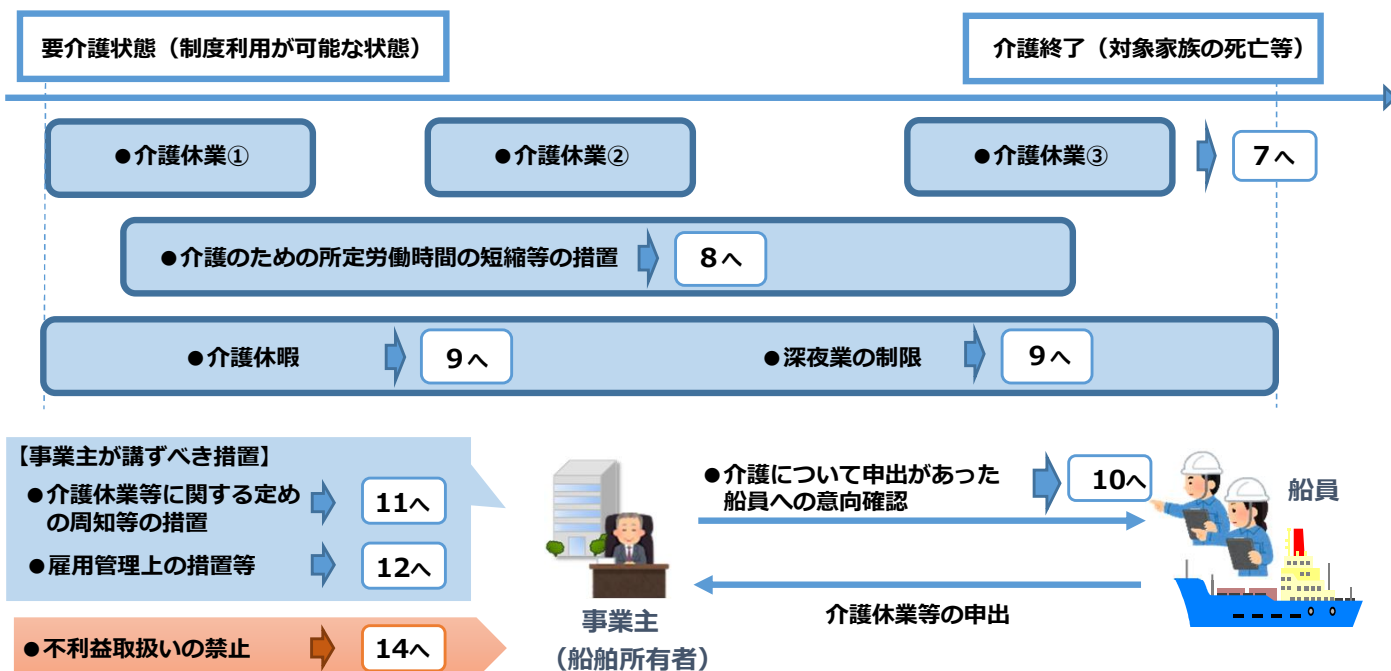 要介護状態（制度利用が可能な状態）
介護終了（対象家族の死亡等）
●介護休業①
●介護休業②
●介護休業③
7へ
●介護のための所定労働時間の短縮等の措置
8へ
●介護休暇
9へ
●深夜業の制限
9へ
【事業主が講ずべき措置】
●介護休業等に関する定め
の周知等の措置
11へ
●雇用管理上の措置等
12へ
●不利益取扱いの禁止
14へ
事業主
（船舶所有者）
●介護について申出があった
船員への意向確認
10へ
介護休業等の申出
船員